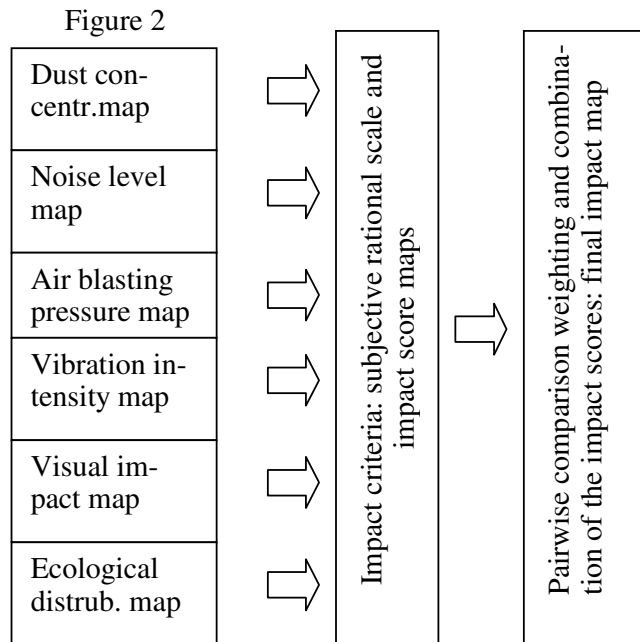 Figure 2
Dust con-
centr.map
Noise level
map
Air blasting
pressure map
Vibration in-
tensity map
Visual im-
pact map
Ecological
distrub. map
Impact criteria: subjective rational scale and
impact score maps
Pairwise comparison weighting and combina-
tion of the impact scores: final impact map